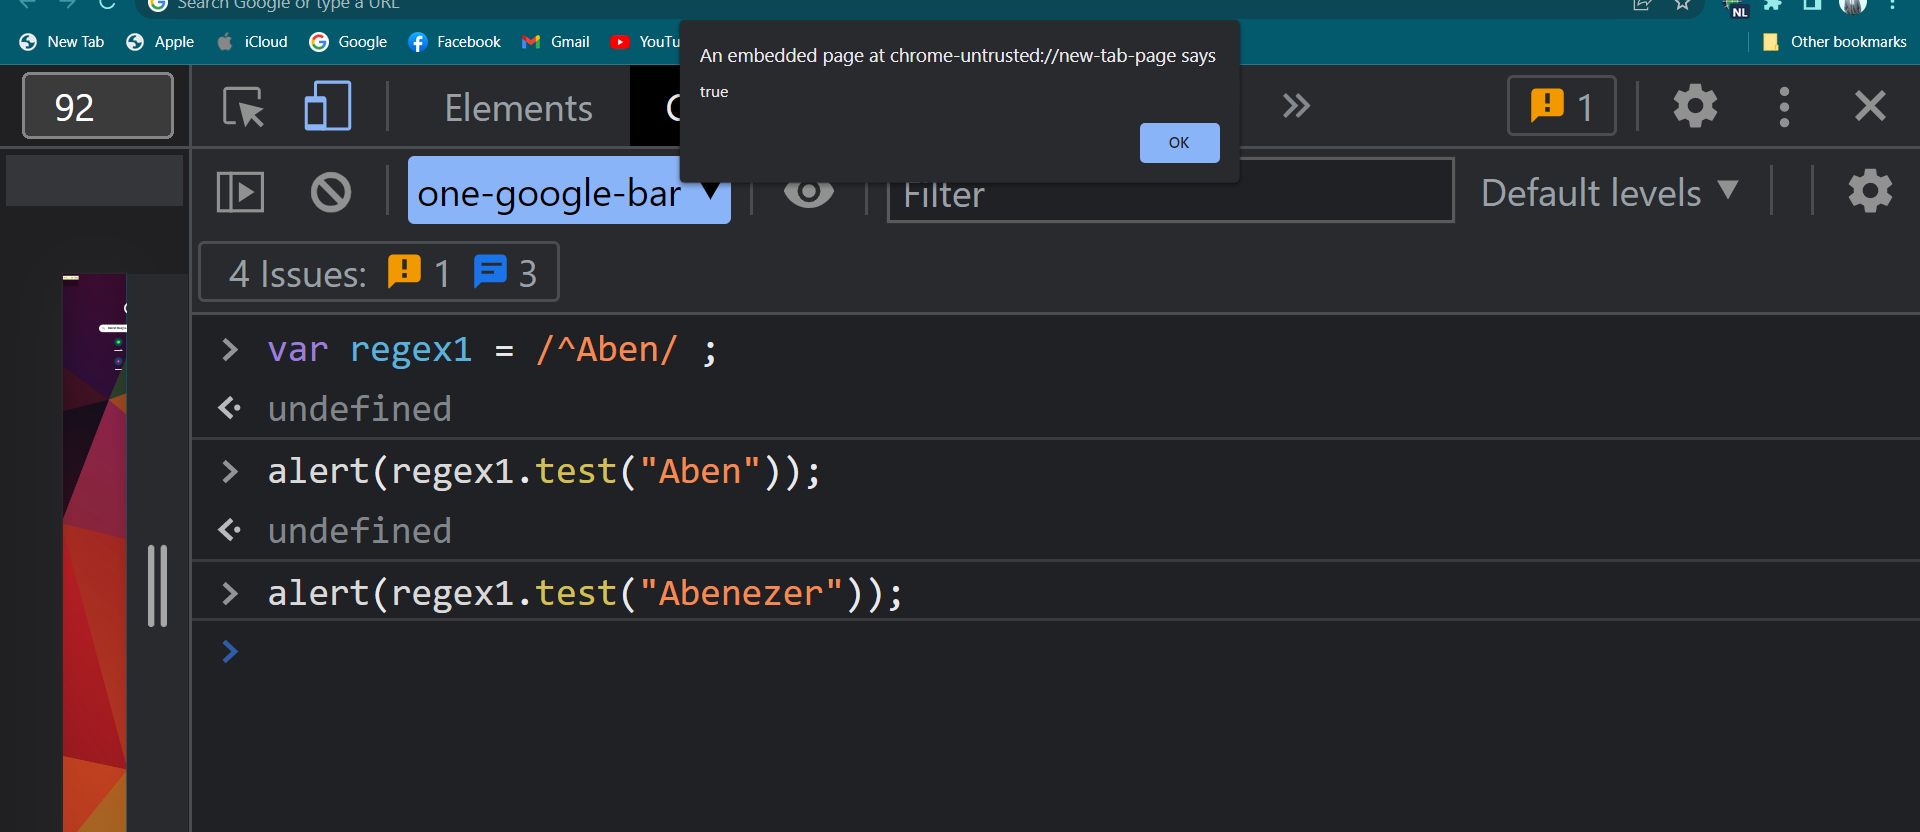 Search Google or type a URL
NL
New Tab Apple iCloud Google Facebook Gmail YouTu Other bookmarks
An embedded page at chrome-untrusted://new-tab-page says
true
OK
92 Elements 1
one-google-bar Filter Default levels
4 Issues: 1 3
var regex1 = /^Aben/ ;
undefined
alert(regex1.test("Aben"));
undefined
alert(regex1.test("Abenezer"));